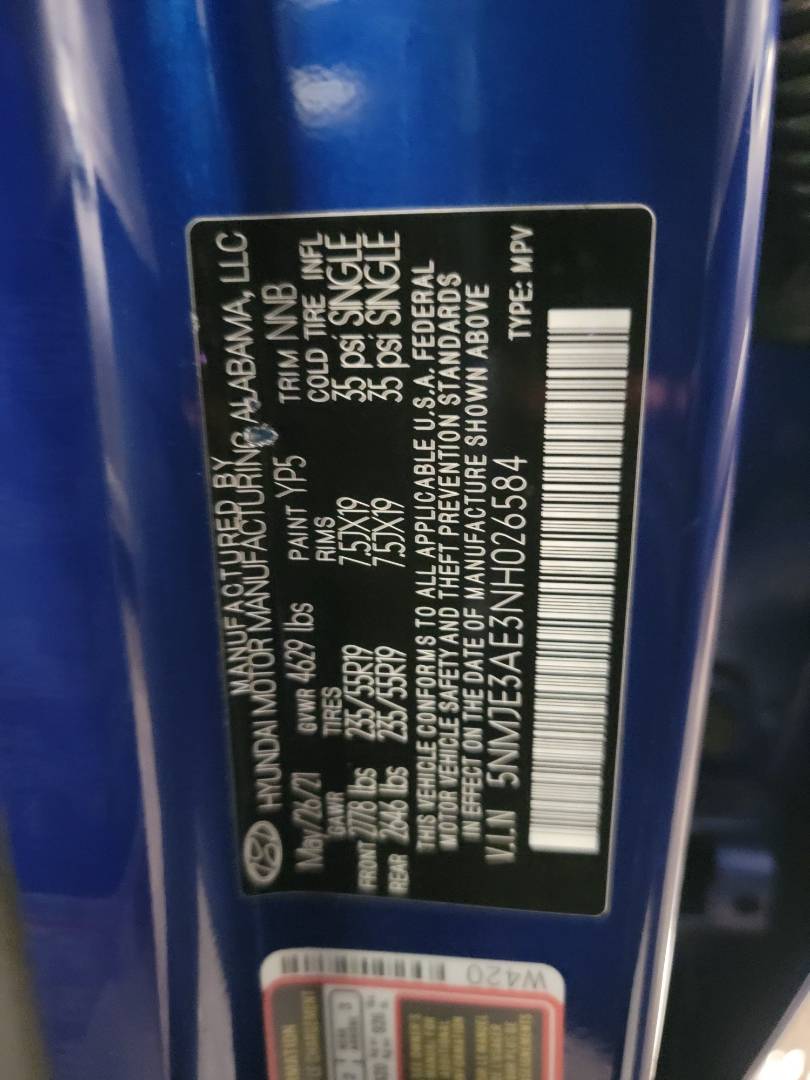 MANUFACTURED BY
HYUNDAI MOTOR MANUFACTURING ALABAMA, LLC
May/26/21 GVWR 4629 lbs PAINT YP5 TRIM NNB
GAWR TIRES RIMS COLD TIRE INFL
FRONT 2778 lbs 235/55R19 7.5JX19 35 psi SINGLE
REAR 2646 lbs 235/55R19 7.5JX19 35 psi SINGLE
THIS VEHICLE CONFORMS TO ALL APPLICABLE U.S.A. FEDERAL
MOTOR VEHICLE SAFETY AND THEFT PREVENTION STANDARDS
IN EFFECT ON THE DATE OF MANUFACTURE SHOWN ABOVE
V.I.N 5NMJE3AE3NH026584 TYPE: MPV
W420